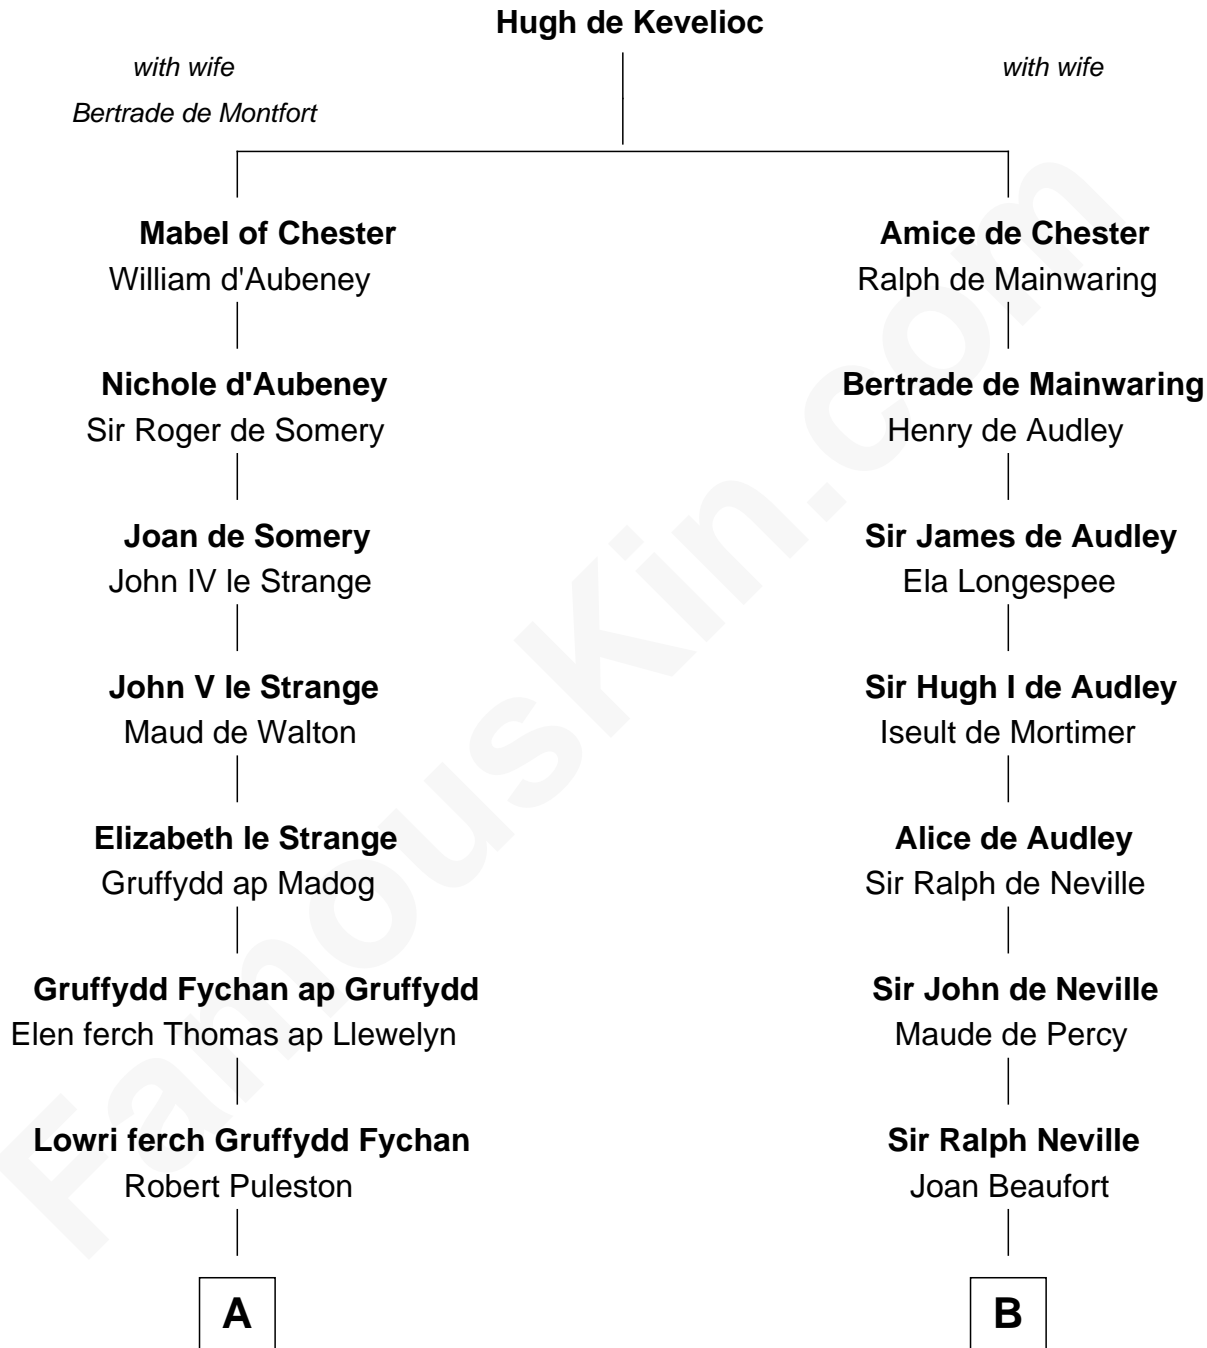 Hugh de Kevelioc
with wife
Bertrade de Montfort
with wife
Mabel of Chester
William d'Aubeney
Nichole d'Aubeney
Sir Roger de Somery
Joan de Somery
John IV le Strange
John V le Strange
Maud de Walton
Elizabeth le Strange
Gruffydd ap Madog
Gruffydd Fychan ap Gruffydd
Elen ferch Thomas ap Llewelyn
Lowri ferch Gruffydd Fychan
Robert Puleston
A
Amice de Chester
Ralph de Mainwaring
Bertrade de Mainwaring
Henry de Audley
Sir James de Audley
Ela Longespee
Sir Hugh I de Audley
Iseult de Mortimer
Alice de Audley
Sir Ralph de Neville
Sir John de Neville
Maude de Percy
Sir Ralph Neville
Joan Beaufort
B
FamousKin.com